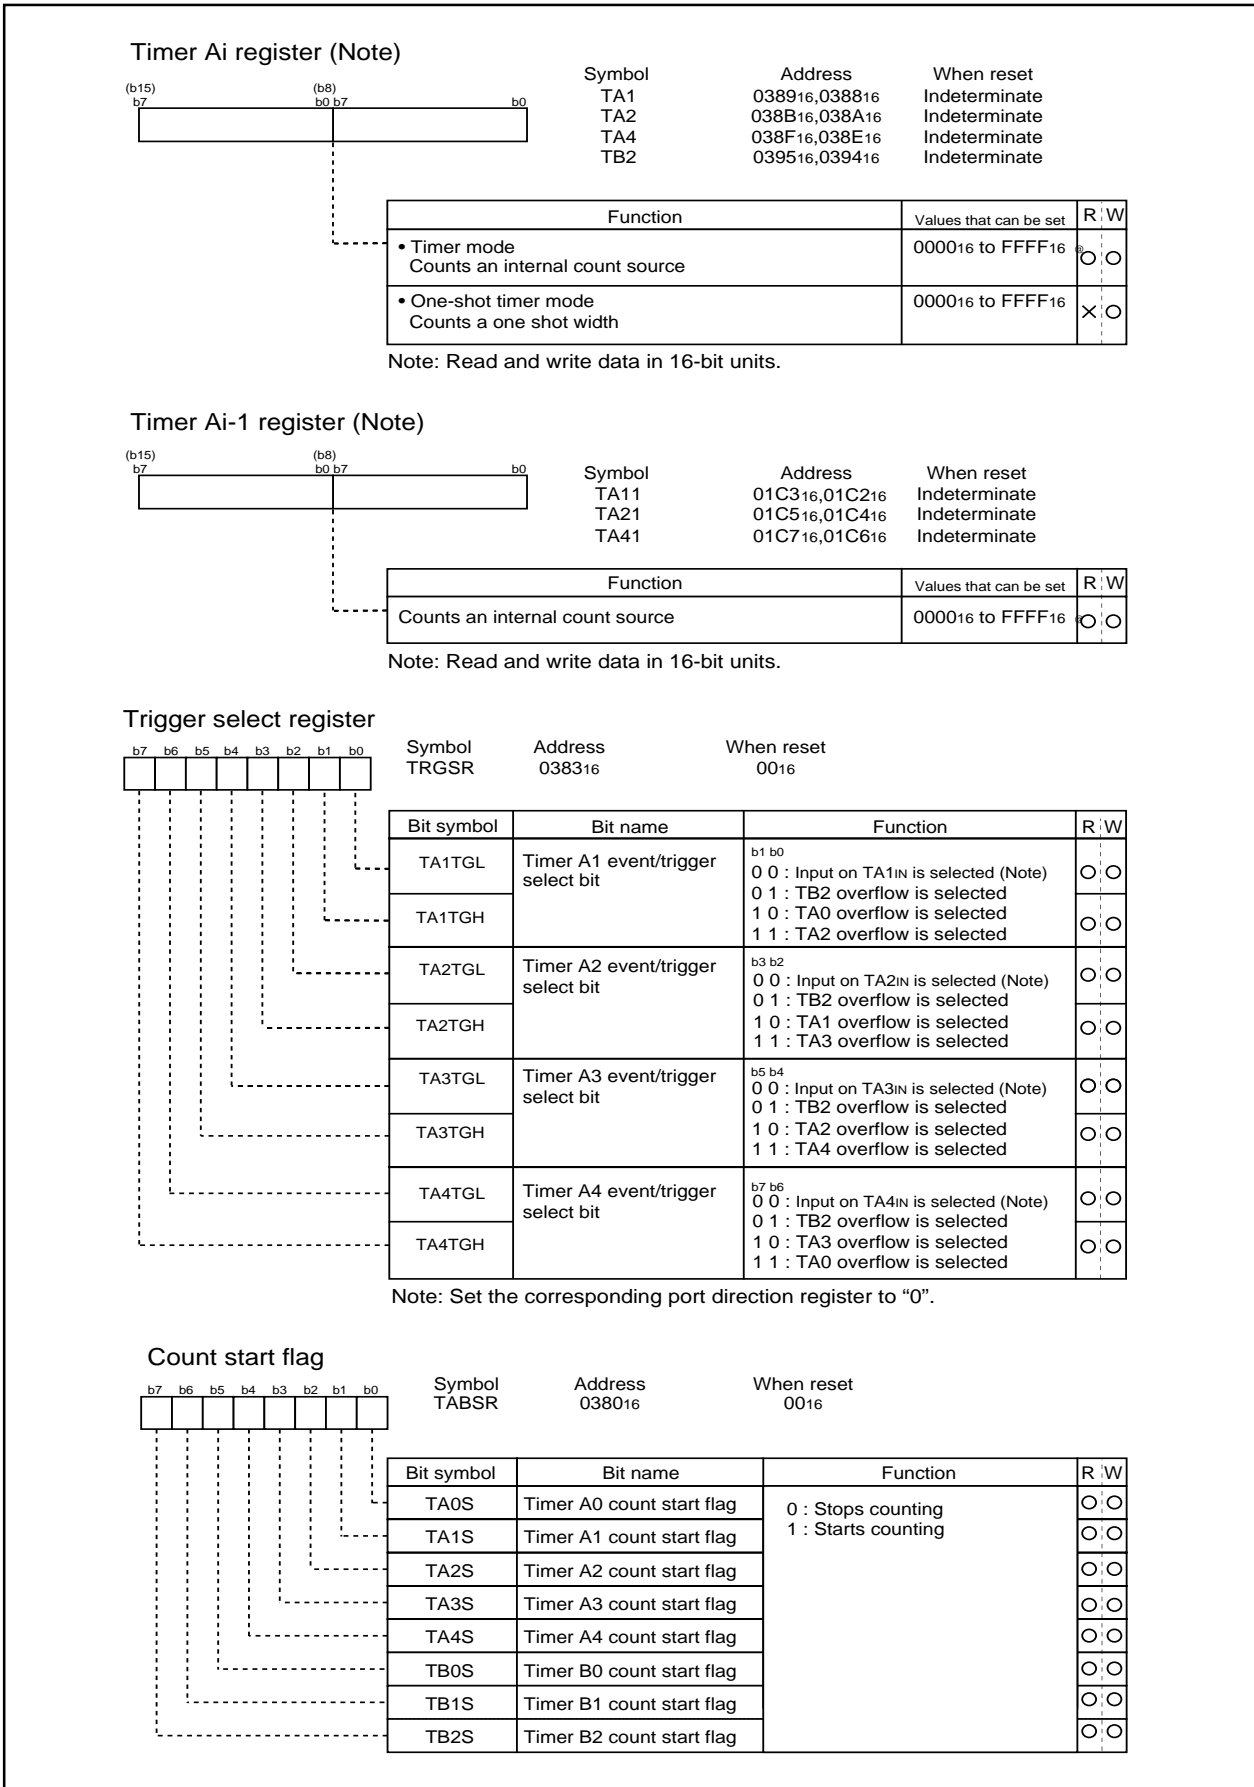 Timer Ai register (Note)
Symbol Address When reset
(b15) (b8)
b7 b0 b7 b0
TA1 038916,038816 Indeterminate
TA2 038B16,038A16 Indeterminate
TA4 038F16,038E16 Indeterminate
TB2 039516,039416 Indeterminate
Function Values that can be set R W
• Timer mode 000016 to FFFF16
Counts an internal count source
• One-shot timer mode 000016 to FFFF16
Counts a one shot width
Note: Read and write data in 16-bit units.
Timer Ai-1 register (Note)
(b15) (b8)
b7 b0 b7 b0
Symbol Address When reset
TA11 01C316,01C216 Indeterminate
TA21 01C516,01C416 Indeterminate
TA41 01C716,01C616 Indeterminate
Function Values that can be set R W
Counts an internal count source 000016 to FFFF16
Note: Read and write data in 16-bit units.
Trigger select register
b7 b6 b5 b4 b3 b2 b1 b0
Symbol Address When reset
TRGSR 038316 0016
Bit symbol Bit name Function R W
TA1TGL Timer A1 event/trigger
select bit
b1 b0
0 0 : Input on TA1IN is selected (Note)
0 1 : TB2 overflow is selected
TA1TGH 1 0 : TA0 overflow is selected
1 1 : TA2 overflow is selected
TA2TGL Timer A2 event/trigger
select bit
b3 b2
0 0 : Input on TA2IN is selected (Note)
0 1 : TB2 overflow is selected
TA2TGH 1 0 : TA1 overflow is selected
1 1 : TA3 overflow is selected
TA3TGL Timer A3 event/trigger
select bit
b5 b4
0 0 : Input on TA3IN is selected (Note)
0 1 : TB2 overflow is selected
TA3TGH 1 0 : TA2 overflow is selected
1 1 : TA4 overflow is selected
TA4TGL Timer A4 event/trigger
select bit
b7 b6
0 0 : Input on TA4IN is selected (Note)
0 1 : TB2 overflow is selected
TA4TGH 1 0 : TA3 overflow is selected
1 1 : TA0 overflow is selected
Note: Set the corresponding port direction register to “0”.
Count start flag
b7 b6 b5 b4 b3 b2 b1 b0
Symbol Address When reset
TABSR 038016 0016
Bit symbol Bit name Function R W
TA0S Timer A0 count start flag 0 : Stops counting
1 : Starts counting
TA1S Timer A1 count start flag
TA2S Timer A2 count start flag
TA3S Timer A3 count start flag
TA4S Timer A4 count start flag
TB0S Timer B0 count start flag
TB1S Timer B1 count start flag
TB2S Timer B2 count start flag